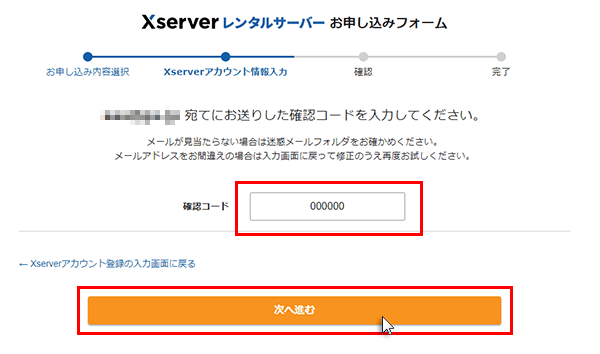 Xserver レンタルサーバー お申し込みフォーム
お申し込み内容選択
Xserverアカウント情報入力
確認
完了
宛てにお送りした確認コードを入力してください。
メールが見当たらない場合は迷惑メールフォルダをお確かめください。
メールアドレスをお間違えの場合は入力画面に戻って修正のうえ再度お試しください。
確認コード
000000
← Xserverアカウント登録の入力画面に戻る
次へ進む